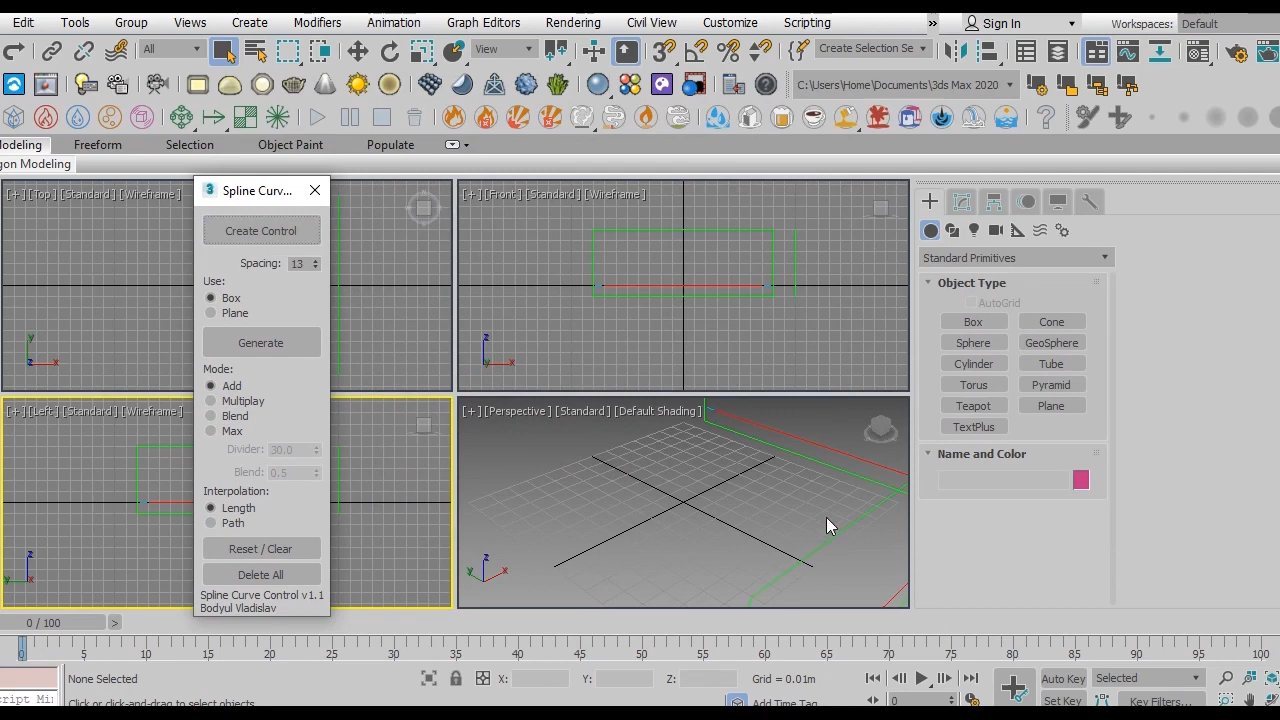 Edit Tools Group Views Create Modifiers Animation Graph Editors Rendering Civil View Customize Scripting » Sign In Workspaces: Default
All View Create Selection Se
C:\Users\Home\Documents\3ds Max 2020
odeling Freeform Selection Object Paint Populate
gon Modeling
[+] [Top] [Standard] [Wireframe]
[+] [Front] [Standard] [Wireframe]
y
z x
z
y x
[+] [Left] [Standard] [Wireframe]
[+] [Perspective] [Standard] [Default Shading]
z
y x
z
y x
3 Spline Curv...
Create Control
Spacing: 13
Use:
Box
Plane
Generate
Mode:
Add
Multyplay
Blend
Max
Divider: 30.0
Blend: 0.5
Interpolation:
Length
Path
Reset / Clear
Delete All
Spline Curve Control v1.1
Bodyul Vladislav
Standard Primitives
Object Type
AutoGrid
Box Cone
Sphere GeoSphere
Cylinder Tube
Torus Pyramid
Teapot Plane
TextPlus
Name and Color
0 / 100 >
0 5 10 15 20 25 30 35 40 45 50 55 60 65 70 75 80 85 90 95 100
None Selected X: Y: Z: Grid = 0.01m Auto Key Selected
cript Mi Click or click-and-drag to select objects Add Time Tag 0 Set Key Key Filters...